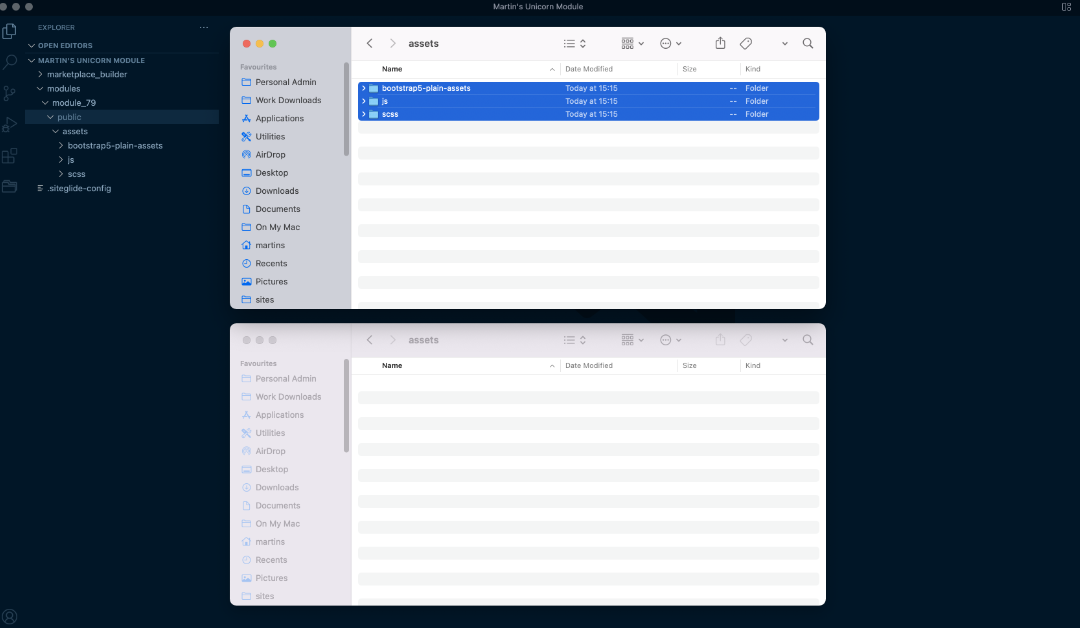 Martin's Unicorn Module
EXPLORER
OPEN EDITORS
MARTIN'S UNICORN MODULE
marketplace_builder
modules
module_79
public
assets
bootstrap5-plain-assets
js
scss
.siteglide-config
assets
Favourites
Personal Admin
Work Downloads
Applications
Utilities
AirDrop
Desktop
Downloads
Documents
On My Mac
martins
Recents
Pictures
sites
Name Date Modified Size Kind
bootstrap5-plain-assets Today at 15:15 -- Folder
js Today at 15:15 -- Folder
scss Today at 15:15 -- Folder
assets
Favourites
Personal Admin
Work Downloads
Applications
Utilities
AirDrop
Desktop
Downloads
Documents
On My Mac
martins
Recents
Pictures
sites
Name Date Modified Size Kind